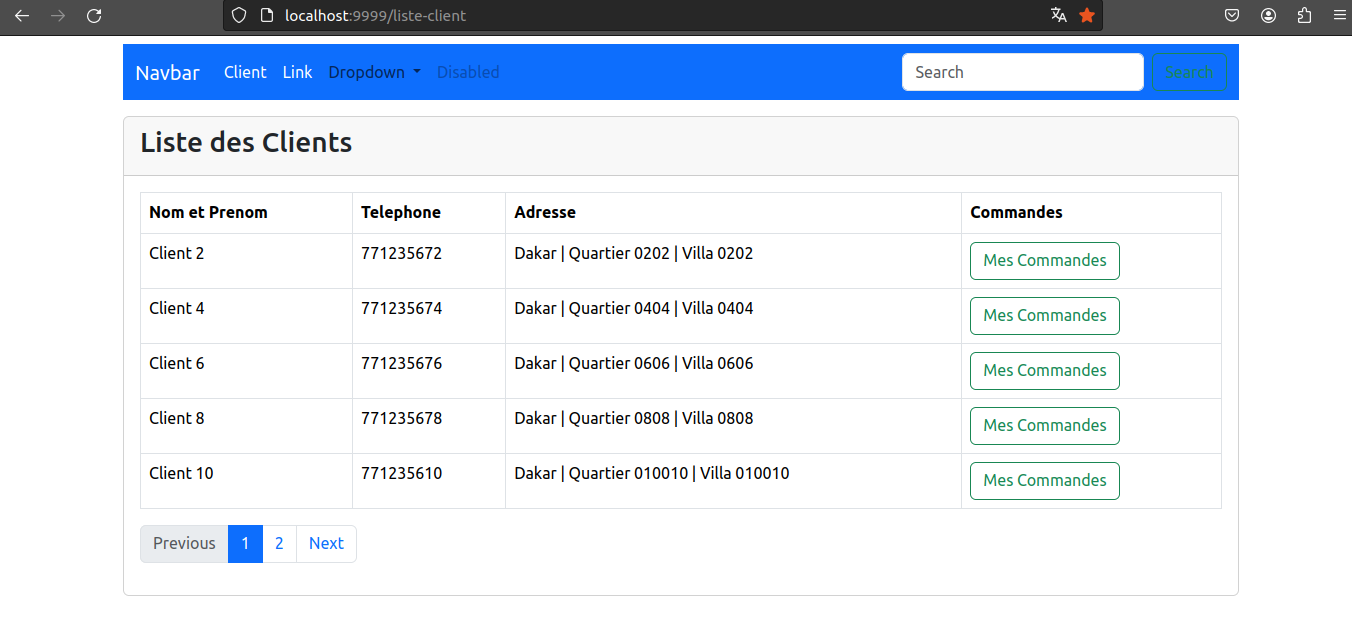 localhost:9999/liste-client
Navbar Client Link Dropdown Disabled Search Search
Liste des Clients
Nom et Prenom Telephone Adresse Commandes
Client 2 771235672 Dakar | Quartier 0202 | Villa 0202 Mes Commandes
Client 4 771235674 Dakar | Quartier 0404 | Villa 0404 Mes Commandes
Client 6 771235676 Dakar | Quartier 0606 | Villa 0606 Mes Commandes
Client 8 771235678 Dakar | Quartier 0808 | Villa 0808 Mes Commandes
Client 10 771235610 Dakar | Quartier 010010 | Villa 010010 Mes Commandes
Previous 1 2 Next